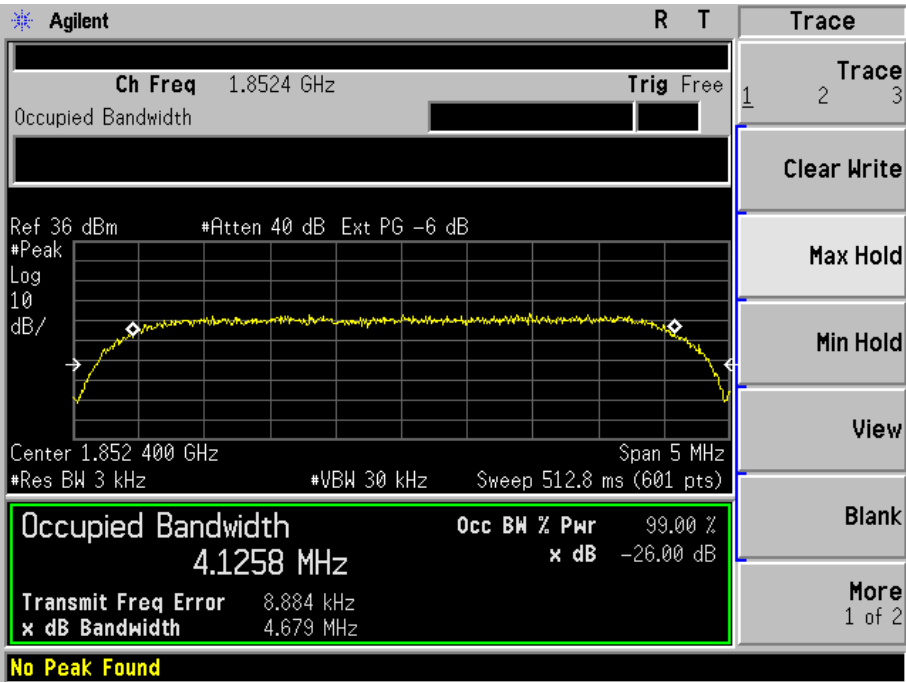 Agilent R T Trace
Ch Freq 1.8524 GHz Trig Free
Occupied Bandwidth
Trace
1 2 3
Clear Write
Max Hold
Min Hold
View
Blank
More
1 of 2
Ref 36 dBm #Atten 40 dB Ext PG -6 dB
#Peak
Log
10
dB/
Center 1.852 400 GHz Span 5 MHz
#Res BW 3 kHz #VBW 30 kHz Sweep 512.8 ms (601 pts)
Occupied Bandwidth Occ BW % Pwr 99.00 %
4.1258 MHz x dB -26.00 dB
Transmit Freq Error 8.884 kHz
x dB Bandwidth 4.679 MHz
No Peak Found